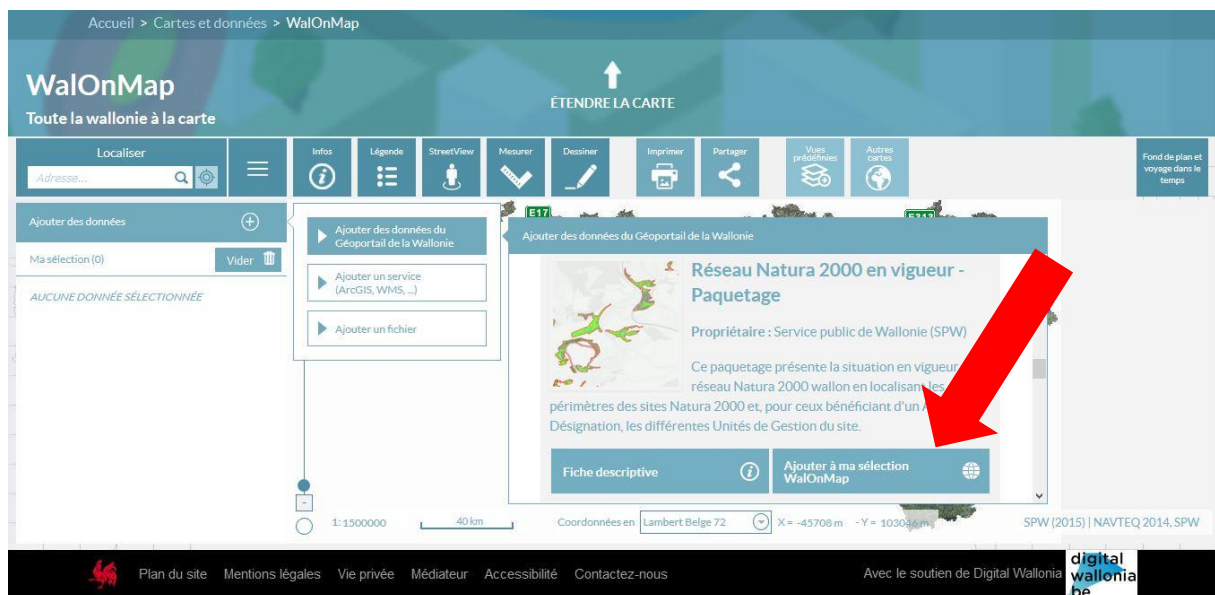 Accueil > Cartes et données > WalOnMap
WalOnMap
Toute la wallonie à la carte
ÉTENDRE LA CARTE
Localiser
Adresse...
Infos
Légende
StreetView
Mesurer
Dessiner
Imprimer
Partager
Vues
prédéfinies
Autres
cartes
Fond de plan et
voyage dans le
temps
Ajouter des données
Ma sélection (0)
Vider
AUCUNE DONNÉE SÉLECTIONNÉE
Ajouter des données du
Géoportail de la Wallonie
Ajouter un service
(ArcGIS, WMS, ...)
Ajouter un fichier
E17
E313
Ajouter des données du Géoportail de la Wallonie
Réseau Natura 2000 en vigueur -
Paquetage
Propriétaire : Service public de Wallonie (SPW)
Ce paquetage présente la situation en vigueur
réseau Natura 2000 wallon en localisant les
périmètres des sites Natura 2000 et, pour ceux bénéficiant d'un
Désignation, les différentes Unités de Gestion du site.
Fiche descriptive
Ajouter à ma sélection
WalOnMap
-
1: 1500000
40 km
Coordonnées en
Lambert Belge 72
X = -45708 m - Y = 103046 m
SPW (2015) | NAVTEQ 2014, SPW
Plan du site Mentions légales Vie privée Médiateur Accessibilité Contactez-nous
Avec le soutien de Digital Wallonia
digital
wallonia
be